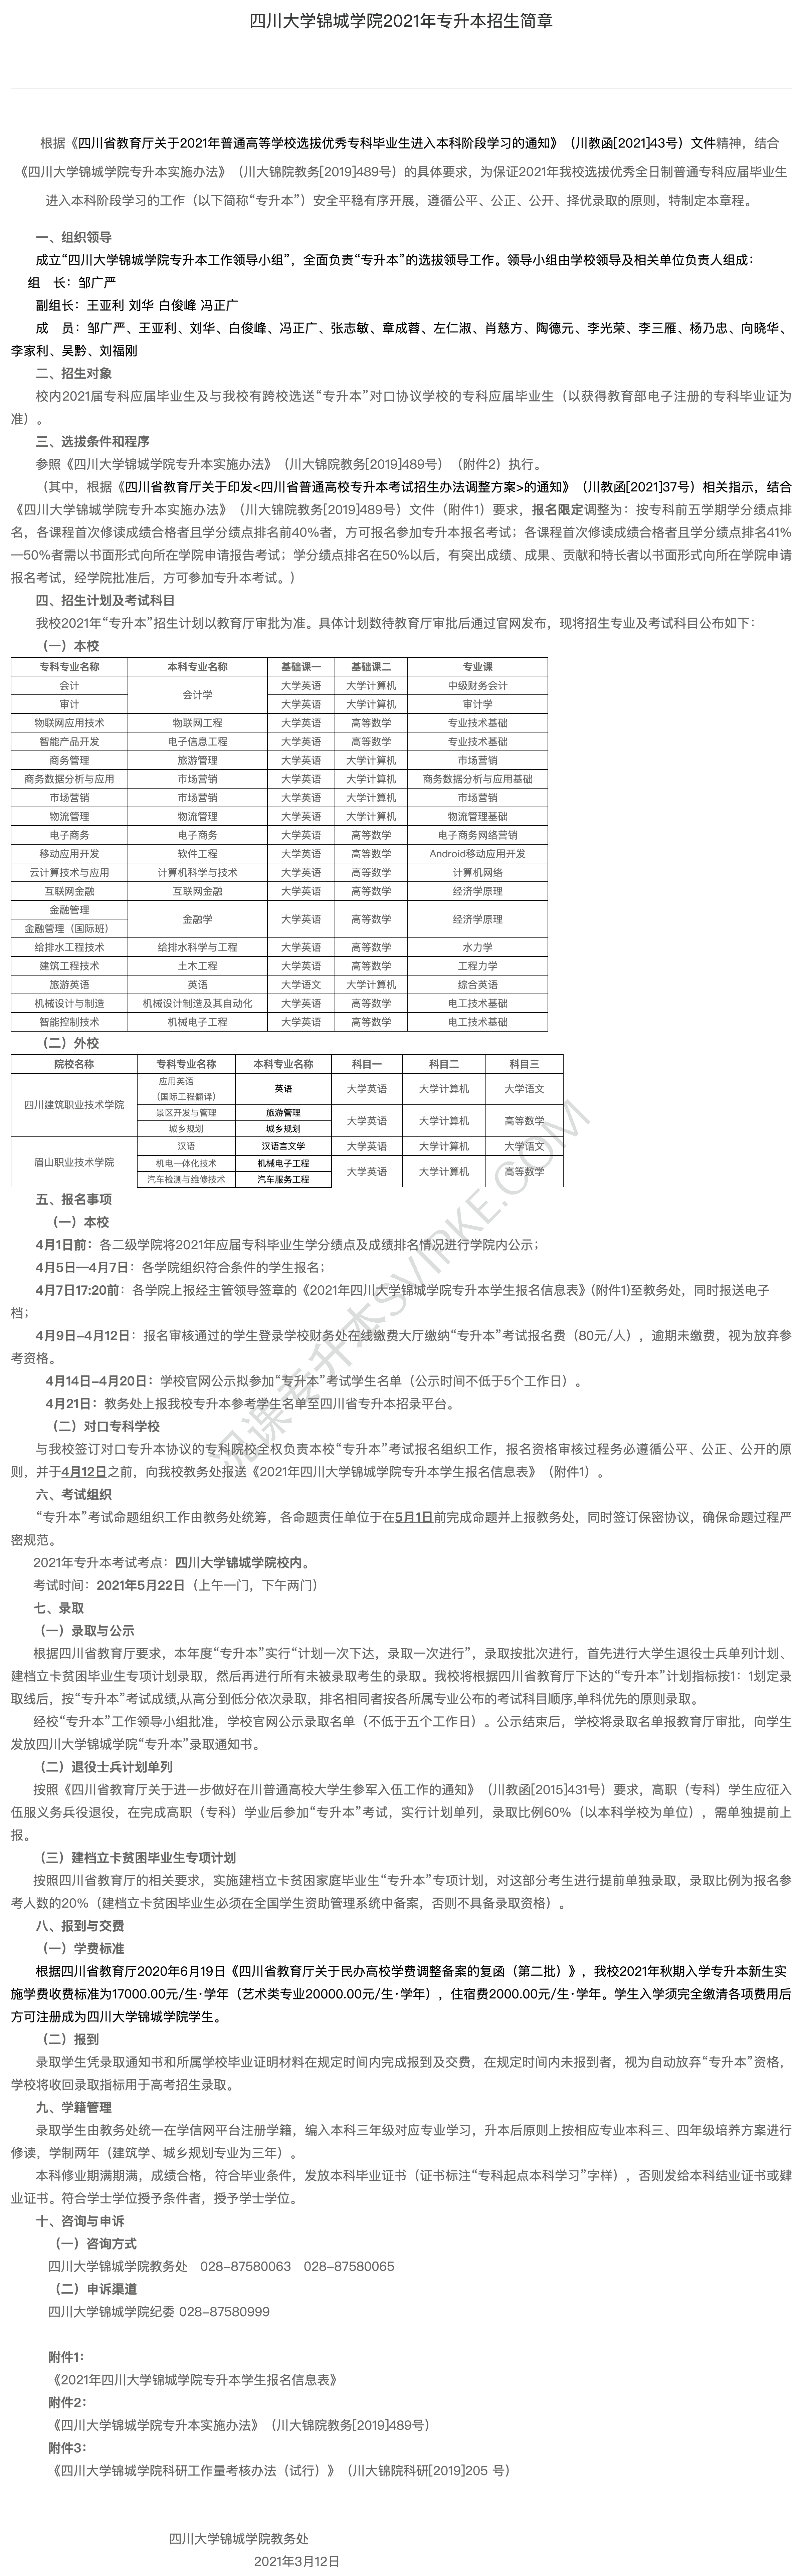 四川大学锦城学院2021年专升本招生简章
根据《四川省教育厅关于2021年普通高等学校选拔优秀专科毕业生进入本科阶段学习的通知》（川教函[2021]43号）文件精神，结合
《四川大学锦城学院专升本实施办法》（川大锦院教务[2019]489号）的具体要求，为保证2021年我校选拔优秀全日制普通专科应届毕业生
进入本科阶段学习的工作（以下简称“专升本”）安全平稳有序开展，遵循公平、公正、公开、择优录取的原则，特制定本章程。
一、组织领导
成立“四川大学锦城学院专升本工作领导小组”，全面负责“专升本”的选拔领导工作。领导小组由学校领导及相关单位负责人组成：
组　长：邹广严
副组长：王亚利 刘华 白俊峰 冯正广
成　员：邹广严、王亚利、刘华、白俊峰、冯正广、张志敏、章成蓉、左仁淑、肖慈方、陶德元、李光荣、李三雁、杨乃忠、向晓华、
李家利、吴黔、刘福刚
二、招生对象
校内2021届专科应届毕业生及与我校有跨校选送“专升本”对口协议学校的专科应届毕业生（以获得教育部电子注册的专科毕业证为
准）。
三、选拔条件和程序
参照《四川大学锦城学院专升本实施办法》（川大锦院教务[2019]489号）（附件2）执行。
（其中，根据《四川省教育厅关于印发<四川省普通高校专升本考试招生办法调整方案>的通知》（川教函[2021]37号）相关指示，结合
《四川大学锦城学院专升本实施办法》（川大锦院教务[2019]489号）文件（附件1）要求，报名限定调整为：按专科前五学期学分绩点排
名，各课程首次修读成绩合格者且学分绩点排名前40%者，方可报名参加专升本报名考试；各课程首次修读成绩合格者且学分绩点排名41%
—50%者需以书面形式向所在学院申请报告考试；学分绩点排名在50%以后，有突出成绩、成果、贡献和特长者以书面形式向所在学院申请
报名考试，经学院批准后，方可参加专升本考试。）
四、招生计划及考试科目
我校2021年“专升本”招生计划以教育厅审批为准。具体计划数待教育厅审批后通过官网发布，现将招生专业及考试科目公布如下：
（一）本校
专科专业名称 本科专业名称 基础课一 基础课二 专业课
会计 会计学 大学英语 大学计算机 中级财务会计
审计 大学英语 大学计算机 审计学
物联网应用技术 物联网工程 大学英语 高等数学 专业技术基础
智能产品开发 电子信息工程 大学英语 高等数学 专业技术基础
商务管理 旅游管理 大学英语 大学计算机 市场营销
商务数据分析与应用 市场营销 大学英语 大学计算机 商务数据分析与应用基础
市场营销 市场营销 大学英语 大学计算机 市场营销
物流管理 物流管理 大学英语 大学计算机 物流管理基础
电子商务 电子商务 大学英语 高等数学 电子商务网络营销
移动应用开发 软件工程 大学英语 高等数学 Android移动应用开发
云计算技术与应用 计算机科学与技术 大学英语 高等数学 计算机网络
互联网金融 互联网金融 大学英语 高等数学 经济学原理
金融管理 金融学 大学英语 高等数学 经济学原理
金融管理（国际班）
给排水工程技术 给排水科学与工程 大学英语 高等数学 水力学
建筑工程技术 土木工程 大学英语 高等数学 工程力学
旅游英语 英语 大学语文 大学计算机 综合英语
机械设计与制造 机械设计制造及其自动化 大学英语 高等数学 电工技术基础
智能控制技术 机械电子工程 大学英语 高等数学 电工技术基础
（二）外校
院校名称 专科专业名称 本科专业名称 科目一 科目二 科目三
四川建筑职业技术学院 应用英语 英语 大学英语 大学计算机 大学语文
（国际工程翻译）
景区开发与管理 旅游管理 大学英语 大学计算机 高等数学
城乡规划 城乡规划
眉山职业技术学院 汉语 汉语言文学 大学英语 大学计算机 大学语文
机电一体化技术 机械电子工程 大学英语 大学计算机 高等数学
汽车检测与维修技术 汽车服务工程
五、报名事项
（一）本校
4月1日前：各二级学院将2021年应届专科毕业生学分绩点及成绩排名情况进行学院内公示；
4月5日—4月7日：各学院组织符合条件的学生报名；
4月7日17:20前：各学院上报经主管领导签章的《2021年四川大学锦城学院专升本学生报名信息表》(附件1)至教务处，同时报送电子
档；
4月9日-4月12日：报名审核通过的学生登录学校财务处在线缴费大厅缴纳“专升本”考试报名费（80元/人），逾期未缴费，视为放弃参
考资格。
4月14日-4月20日：学校官网公示拟参加“专升本”考试学生名单（公示时间不低于5个工作日）。
4月21日：教务处上报我校专升本参考学生名单至四川省专升本招录平台。
（二）对口专科学校
与我校签订对口专升本协议的专科院校全权负责本校“专升本”考试报名组织工作，报名资格审核过程务必遵循公平、公正、公开的原
则，并于4月12日之前，向我校教务处报送《2021年四川大学锦城学院专升本学生报名信息表》（附件1）。
六、考试组织
“专升本”考试命题组织工作由教务处统筹，各命题责任单位于在5月1日前完成命题并上报教务处，同时签订保密协议，确保命题过程严
密规范。
2021年专升本考试考点：四川大学锦城学院校内。
考试时间：2021年5月22日（上午一门，下午两门）
七、录取
（一）录取与公示
根据四川省教育厅要求，本年度“专升本”实行“计划一次下达，录取一次进行”，录取按批次进行，首先进行大学生退役士兵单列计划、
建档立卡贫困毕业生专项计划录取，然后再进行所有未被录取考生的录取。我校将根据四川省教育厅下达的“专升本”计划指标按1：1划定录
取线后，按“专升本”考试成绩,从高分到低分依次录取，排名相同者按各所属专业公布的考试科目顺序,单科优先的原则录取。
经校“专升本”工作领导小组批准，学校官网公示录取名单（不低于五个工作日）。公示结束后，学校将录取名单报教育厅审批，向学生
发放四川大学锦城学院“专升本”录取通知书。
（二）退役士兵计划单列
按照《四川省教育厅关于进一步做好在川普通高校大学生参军入伍工作的通知》（川教函[2015]431号）要求，高职（专科）学生应征入
伍服义务兵役退役，在完成高职（专科）学业后参加“专升本”考试，实行计划单列，录取比例60%（以本科学校为单位），需单独提前上
报。
（三）建档立卡贫困毕业生专项计划
按照四川省教育厅的相关要求，实施建档立卡贫困家庭毕业生“专升本”专项计划，对这部分考生进行提前单独录取，录取比例为报名参
考人数的20%（建档立卡贫困毕业生必须在全国学生资助管理系统中备案，否则不具备录取资格）。
八、报到与交费
（一）学费标准
根据四川省教育厅2020年6月19日《四川省教育厅关于民办高校学费调整备案的复函（第二批）》，我校2021年秋期入学专升本新生实
施学费收费标准为17000.00元/生·学年（艺术类专业20000.00元/生·学年），住宿费2000.00元/生·学年。学生入学须完全缴清各项费用后
方可注册成为四川大学锦城学院学生。
（二）报到
录取学生凭录取通知书和所属学校毕业证明材料在规定时间内完成报到及交费，在规定时间内未报到者，视为自动放弃“专升本”资格，
学校将收回录取指标用于高考招生录取。
九、学籍管理
录取学生由教务处统一在学信网平台注册学籍，编入本科三年级对应专业学习，升本后原则上按相应专业本科三、四年级培养方案进行
修读，学制两年（建筑学、城乡规划专业为三年）。
本科修业期满期满，成绩合格，符合毕业条件，发放本科毕业证书（证书标注“专科起点本科学习”字样），否则发给本科结业证书或肄
业证书。符合学士学位授予条件者，授予学士学位。
十、咨询与申诉
（一）咨询方式
四川大学锦城学院教务处　028-87580063　028-87580065
（二）申诉渠道
四川大学锦城学院纪委 028-87580999
附件1：
《2021年四川大学锦城学院专升本学生报名信息表》
附件2：
《四川大学锦城学院专升本实施办法》（川大锦院教务[2019]489号）
附件3：
《四川大学锦城学院科研工作量考核办法（试行）》（川大锦院科研[2019]205 号）
四川大学锦城学院教务处
2021年3月12日
课专升本SVIPKE.COM